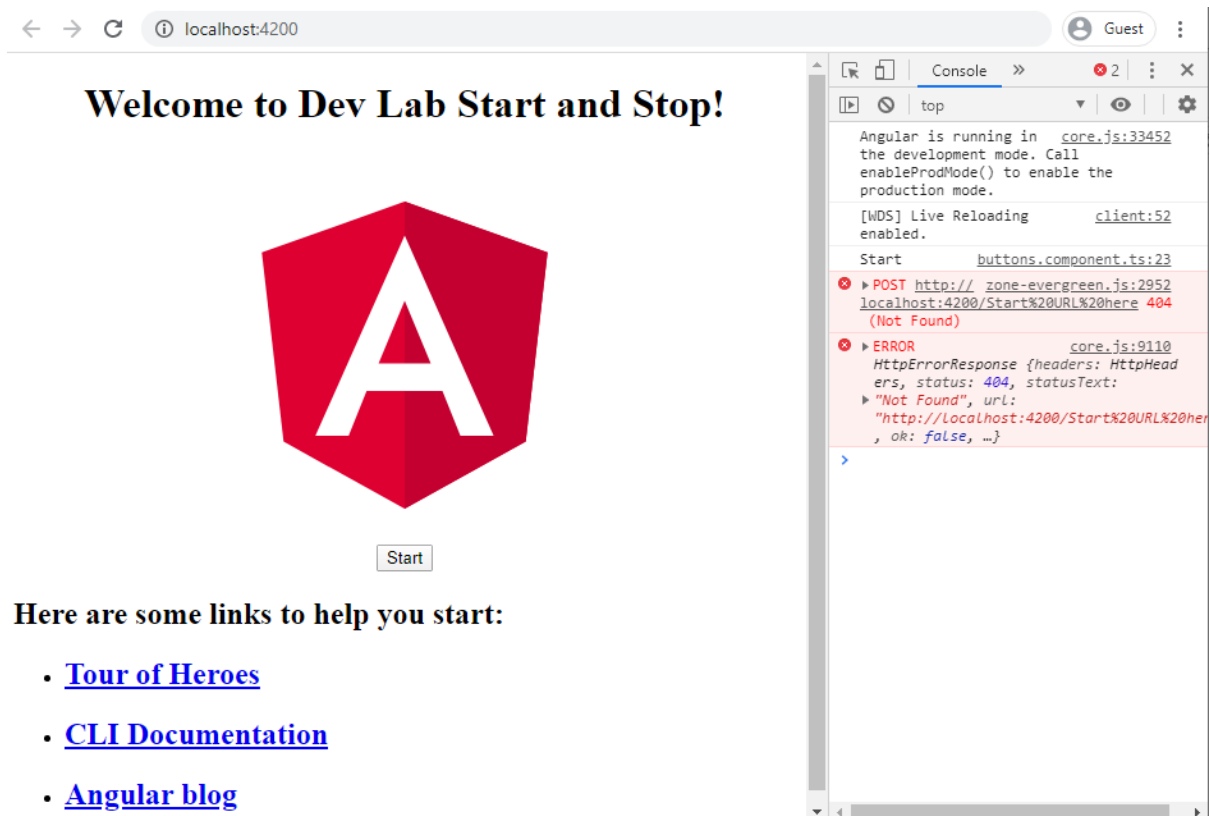 localhost:4200
Guest
Welcome to Dev Lab Start and Stop!
A
Start
Here are some links to help you start:
Tour of Heroes
CLI Documentation
Angular blog
Console
2
top
Angular is running in core.js:33452
the development mode. Call
enableProdMode() to enable the
production mode.
[WDS] Live Reloading client:52
enabled.
Start buttons.component.ts:23
POST http:// zone-evergreen.js:2952
localhost:4200/Start%20URL%20here 404
(Not Found)
ERROR core.js:9110
HttpErrorResponse {headers: HttpHead
ers, status: 404, statusText:
"Not Found", url:
"http://localhost:4200/Start%20URL%20her
, ok: false, …}